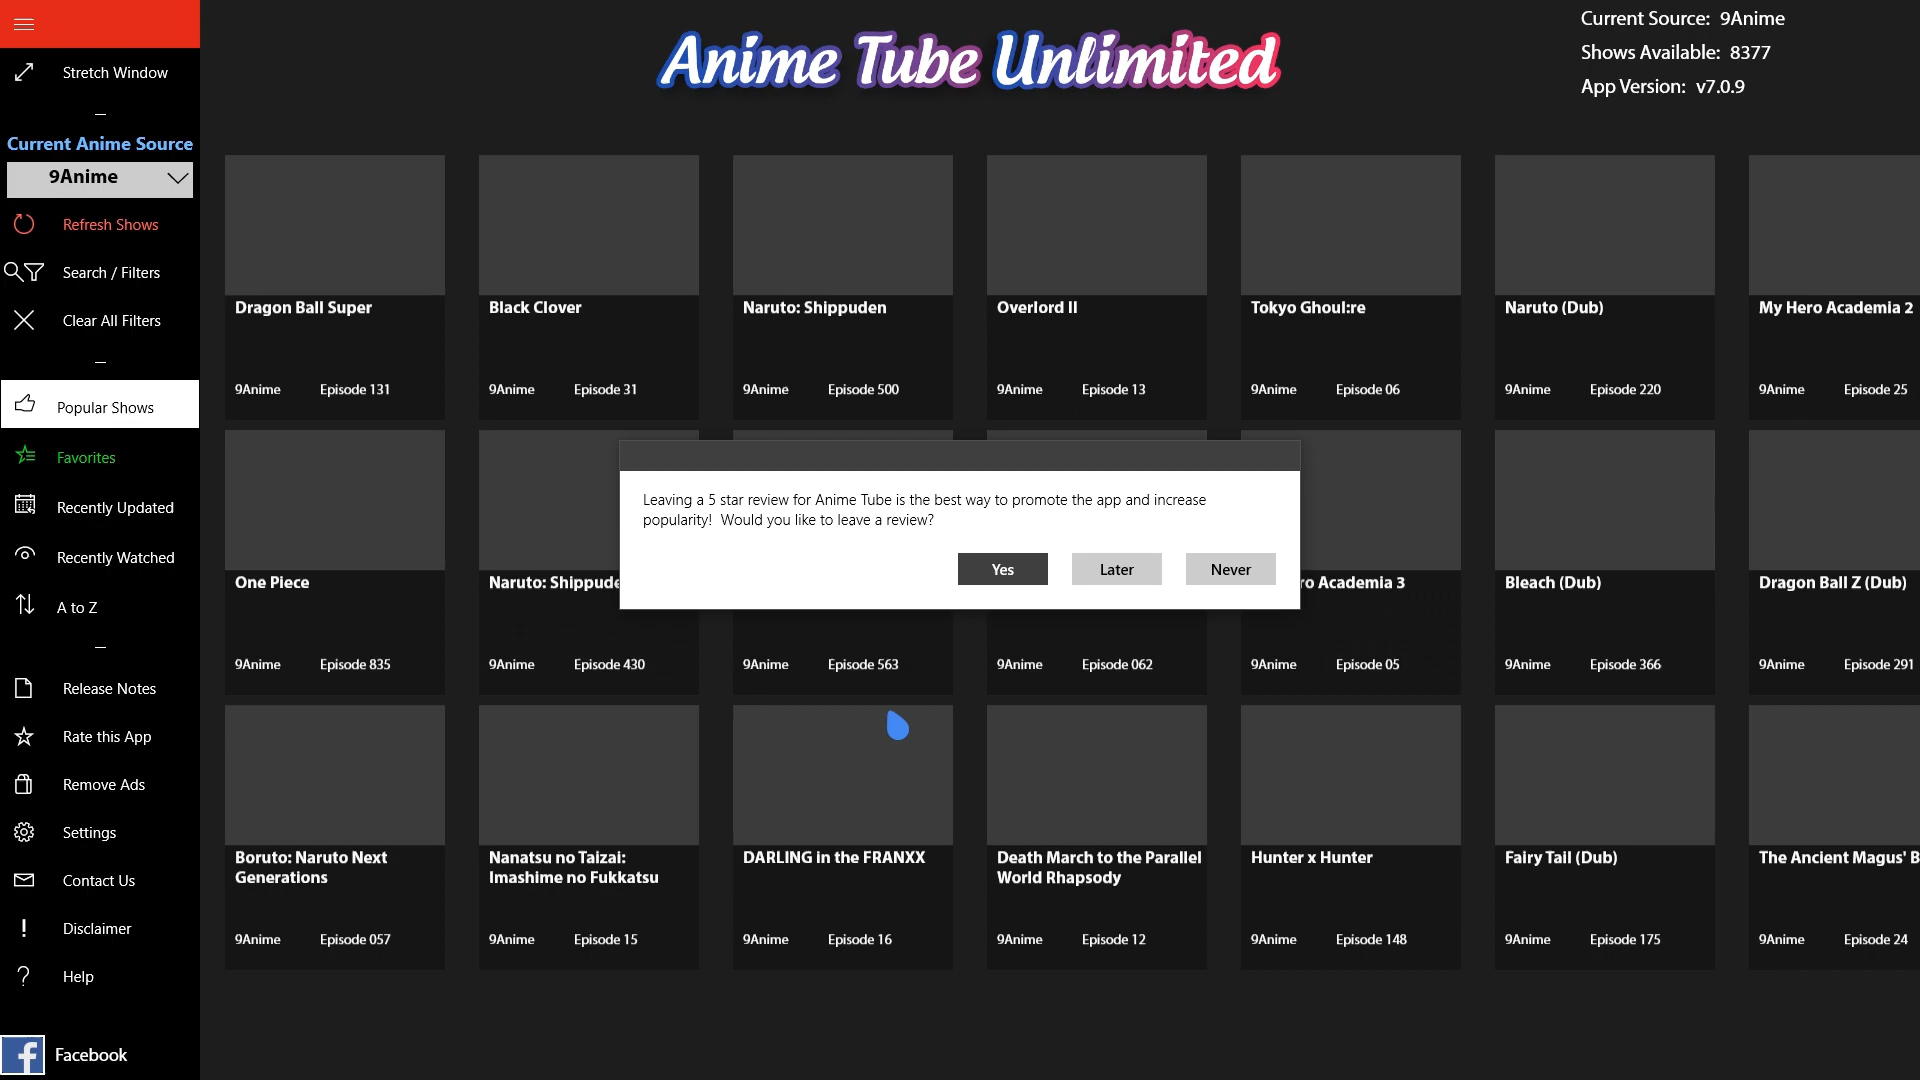 Stretch Window
Current Anime Source
9Anime
Refresh Shows
Search / Filters
Clear All Filters
Popular Shows
Favorites
Recently Updated
Recently Watched
A to Z
Release Notes
Rate this App
Remove Ads
Settings
Contact Us
Disclaimer
Help
Facebook
Anime Tube Unlimited
Current Source: 9Anime
Shows Available: 8377
App Version: v7.0.9
Dragon Ball Super
9Anime Episode 131
Black Clover
9Anime Episode 31
Naruto: Shippuden
9Anime Episode 500
Overlord II
9Anime Episode 13
Tokyo Ghoul:re
9Anime Episode 06
Naruto (Dub)
9Anime Episode 220
My Hero Academia 2
9Anime Episode 25
Leaving a 5 star review for Anime Tube is the best way to promote the app and increase
popularity! Would you like to leave a review?
Yes
Later
Never
One Piece
9Anime Episode 835
Naruto: Shippude
9Anime Episode 430
9Anime Episode 563
9Anime Episode 062
ro Academia 3
9Anime Episode 05
Bleach (Dub)
9Anime Episode 366
Dragon Ball Z (Dub)
9Anime Episode 291
Boruto: Naruto Next
Generations
9Anime Episode 057
Nanatsu no Taizai:
Imashime no Fukkatsu
9Anime Episode 15
DARLING in the FRANXX
9Anime Episode 16
Death March to the Parallel
World Rhapsody
9Anime Episode 12
Hunter x Hunter
9Anime Episode 148
Fairy Tail (Dub)
9Anime Episode 175
The Ancient Magus' B
9Anime Episode 24